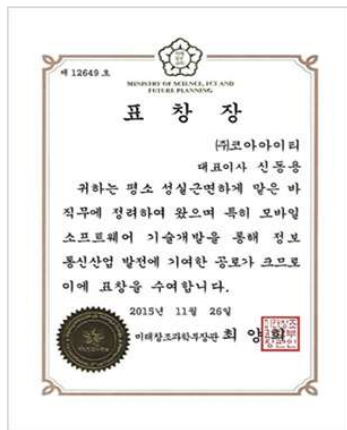 제 12649 호
MINISTRY OF SCIENCE, ICT AND
FUTURE PLANNING
표 창 장
(주)코아아이티
대표이사 신동용
귀하는 평소 성실근면하게 맡은 바
직무에 정려하여 왔으며 특히 모바일
소프트웨어 기술개발을 통해 정보
통신산업 발전에 기여한 공로가 크므로
이에 표창을 수여합니다.
2015년 11월 26일
미래창조과학부장관 최 양 희